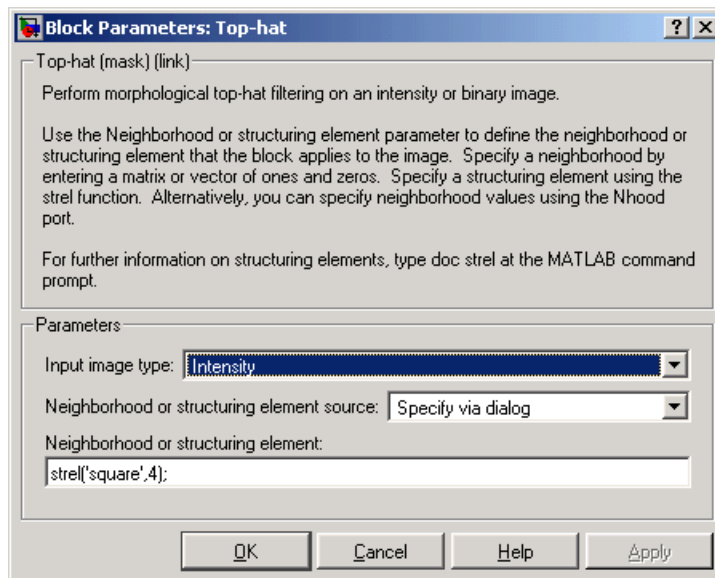 Block Parameters: Top-hat
Top-hat (mask) (link)
Perform morphological top-hat filtering on an intensity or binary image.
Use the Neighborhood or structuring element parameter to define the neighborhood or
structuring element that the block applies to the image. Specify a neighborhood by
entering a matrix or vector of ones and zeros. Specify a structuring element using the
strel function. Alternatively, you can specify neighborhood values using the Nhood
port.
For further information on structuring elements, type doc strel at the MATLAB command
prompt.
Parameters
Input image type: Intensity
Neighborhood or structuring element source: Specify via dialog
Neighborhood or structuring element:
strel('square',4);
OK Cancel Help Apply